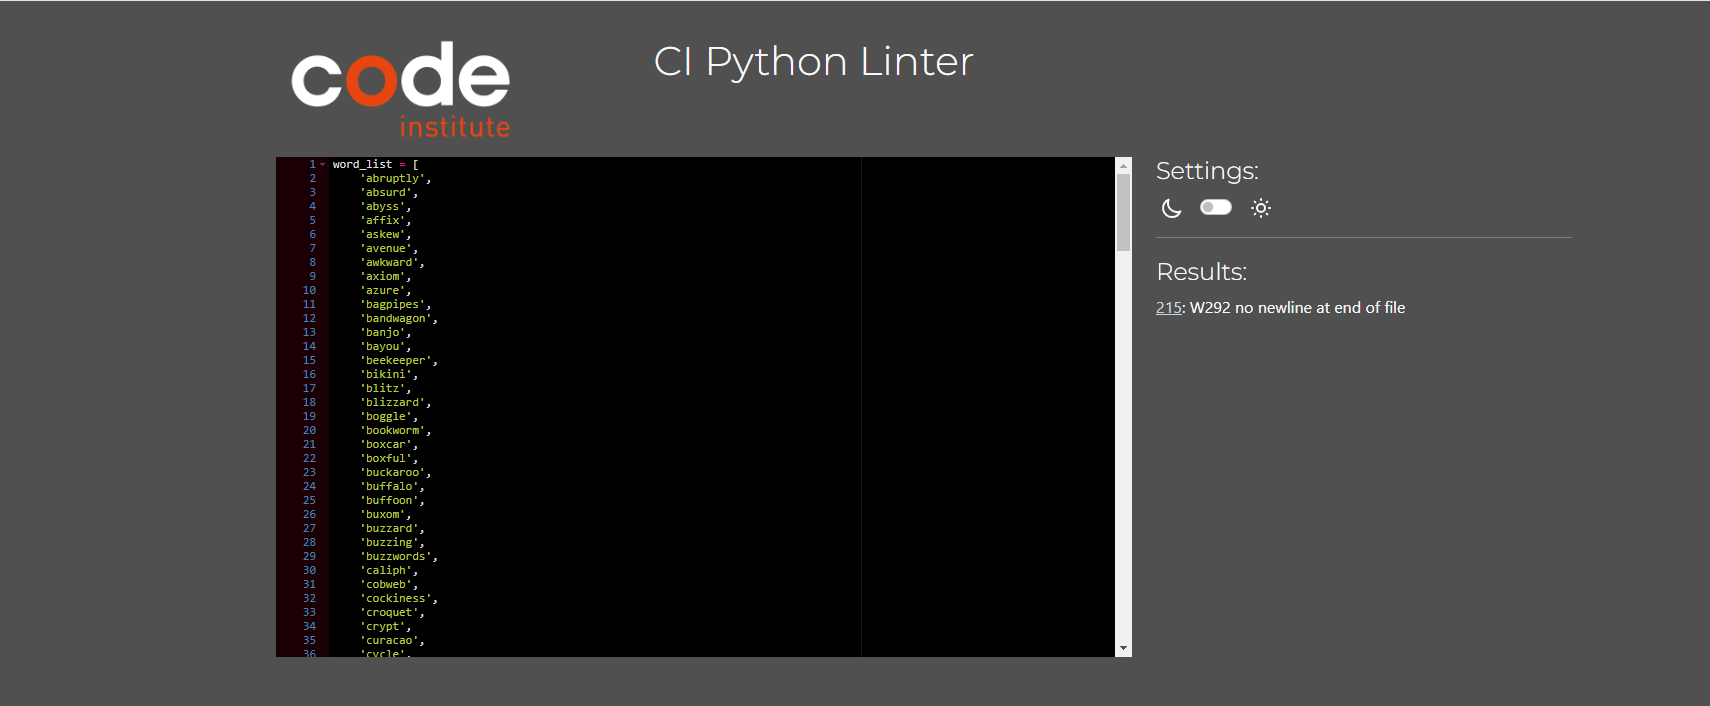 code
institute
CI Python Linter
1 word_list = [
2 'abruptly',
3 'absurd',
4 'abyss',
5 'affix',
6 'askew',
7 'avenue',
8 'awkward',
9 'axiom',
10 'azure',
11 'bagpipes',
12 'bandwagon',
13 'banjo',
14 'bayou',
15 'beekeeper',
16 'bikini',
17 'blitz',
18 'blizzard',
19 'boggle',
20 'bookworm',
21 'boxcar',
22 'boxful',
23 'buckaroo',
24 'buffalo',
25 'buffoon',
26 'buxom',
27 'buzzard',
28 'buzzing',
29 'buzzwords',
30 'caliph',
31 'cobweb',
32 'cockiness',
33 'croquet',
34 'crypt',
35 'curacao',
36 'cycle',
Settings:
Results:
215: W292 no newline at end of file